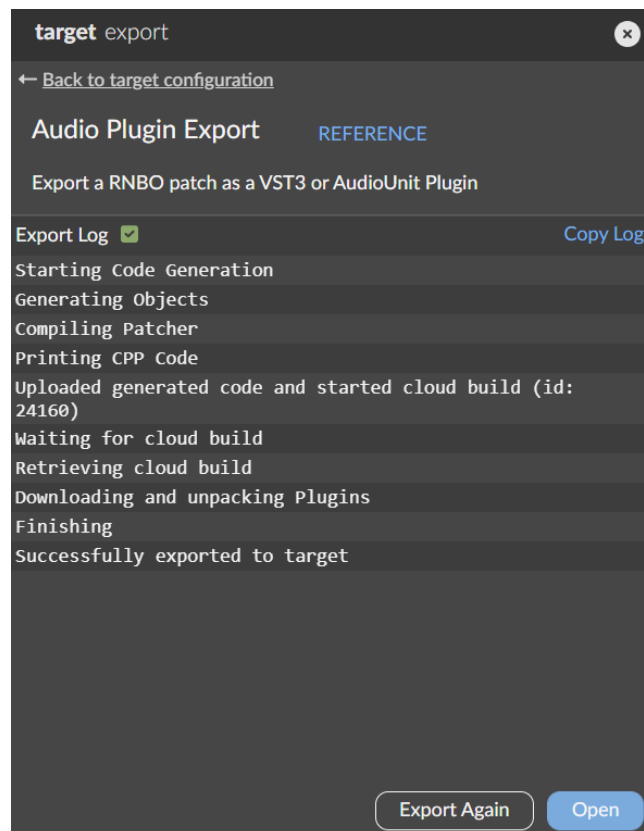 target export
← Back to target configuration
Audio Plugin Export REFERENCE
Export a RNBO patch as a VST3 or AudioUnit Plugin
Export Log Copy Log
Starting Code Generation
Generating Objects
Compiling Patcher
Printing CPP Code
Uploaded generated code and started cloud build (id:
24160)
Waiting for cloud build
Retrieving cloud build
Downloading and unpacking Plugins
Finishing
Successfully exported to target
Export Again Open